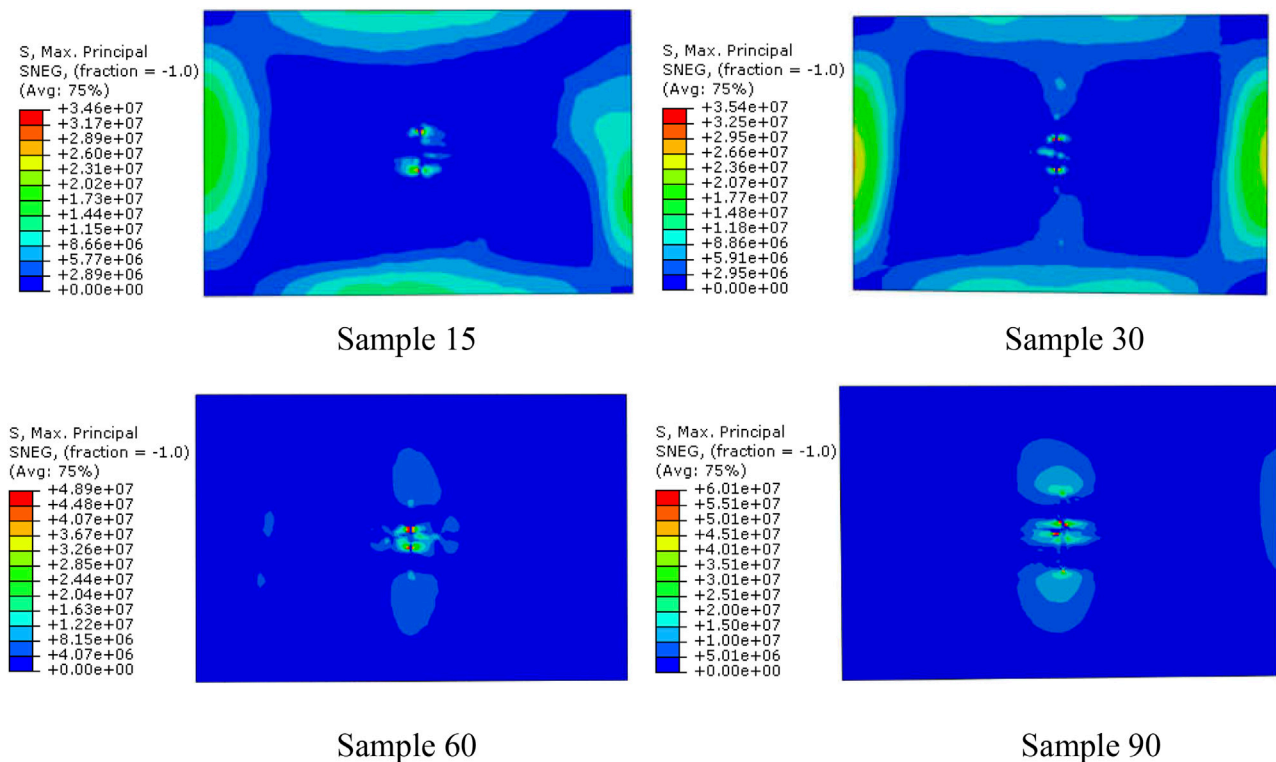 S, Max. Principal
SNEG, (fraction = -1.0)
(Avg: 75%)
+3.46e+07
+3.17e+07
+2.89e+07
+2.60e+07
+2.31e+07
+2.02e+07
+1.73e+07
+1.44e+07
+1.15e+07
+8.66e+06
+5.77e+06
+2.89e+06
+0.00e+00
Sample 15
S, Max. Principal
SNEG, (fraction = -1.0)
(Avg: 75%)
+3.54e+07
+3.25e+07
+2.95e+07
+2.66e+07
+2.36e+07
+2.07e+07
+1.77e+07
+1.48e+07
+1.18e+07
+8.86e+06
+5.91e+06
+2.95e+06
+0.00e+00
Sample 30
S, Max. Principal
SNEG, (fraction = -1.0)
(Avg: 75%)
+4.89e+07
+4.48e+07
+4.07e+07
+3.67e+07
+3.26e+07
+2.85e+07
+2.44e+07
+2.04e+07
+1.63e+07
+1.22e+07
+8.15e+06
+4.07e+06
+0.00e+00
Sample 60
S, Max. Principal
SNEG, (fraction = -1.0)
(Avg: 75%)
+6.01e+07
+5.51e+07
+5.01e+07
+4.51e+07
+4.01e+07
+3.51e+07
+3.01e+07
+2.51e+07
+2.00e+07
+1.50e+07
+1.00e+07
+5.01e+06
+0.00e+00
Sample 90